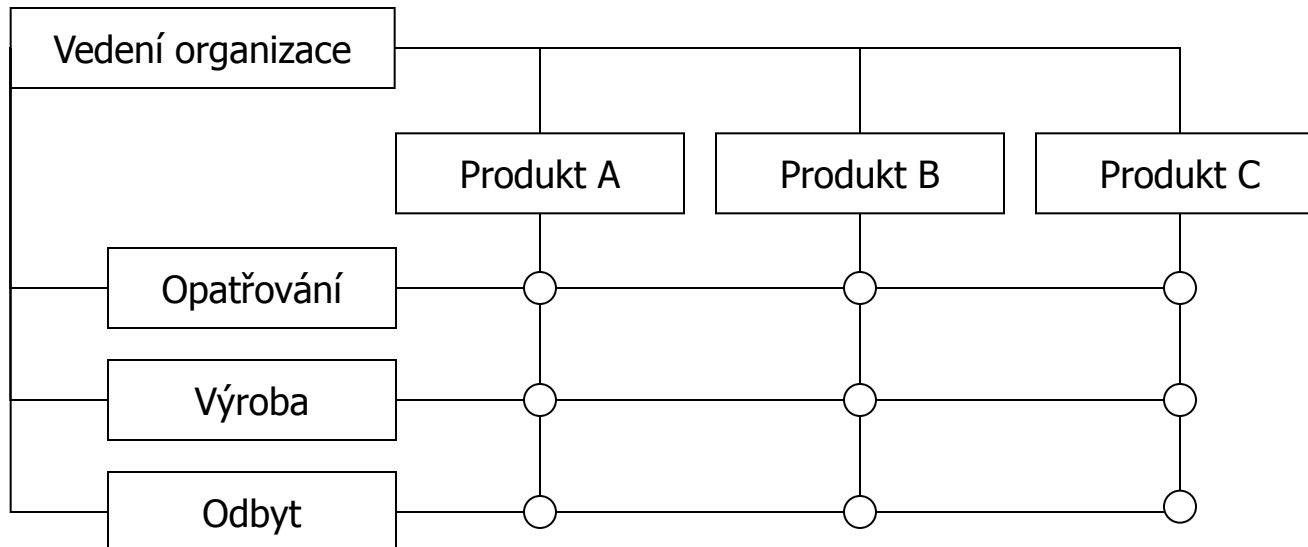 Vedení organizace
Produkt A
Produkt B
Produkt C
Opatřování
Výroba
Odbyt